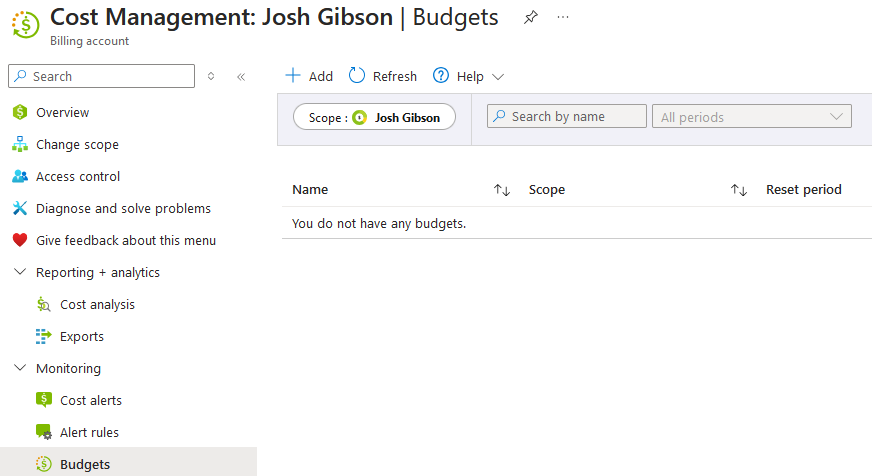 Cost Management: Josh Gibson | Budgets
Billing account
Search
Add Refresh Help
Scope : Josh Gibson
Search by name
All periods
Overview
Change scope
Access control
Diagnose and solve problems
Give feedback about this menu
Reporting + analytics
Cost analysis
Exports
Monitoring
Cost alerts
Alert rules
Budgets
Name Scope Reset period
You do not have any budgets.